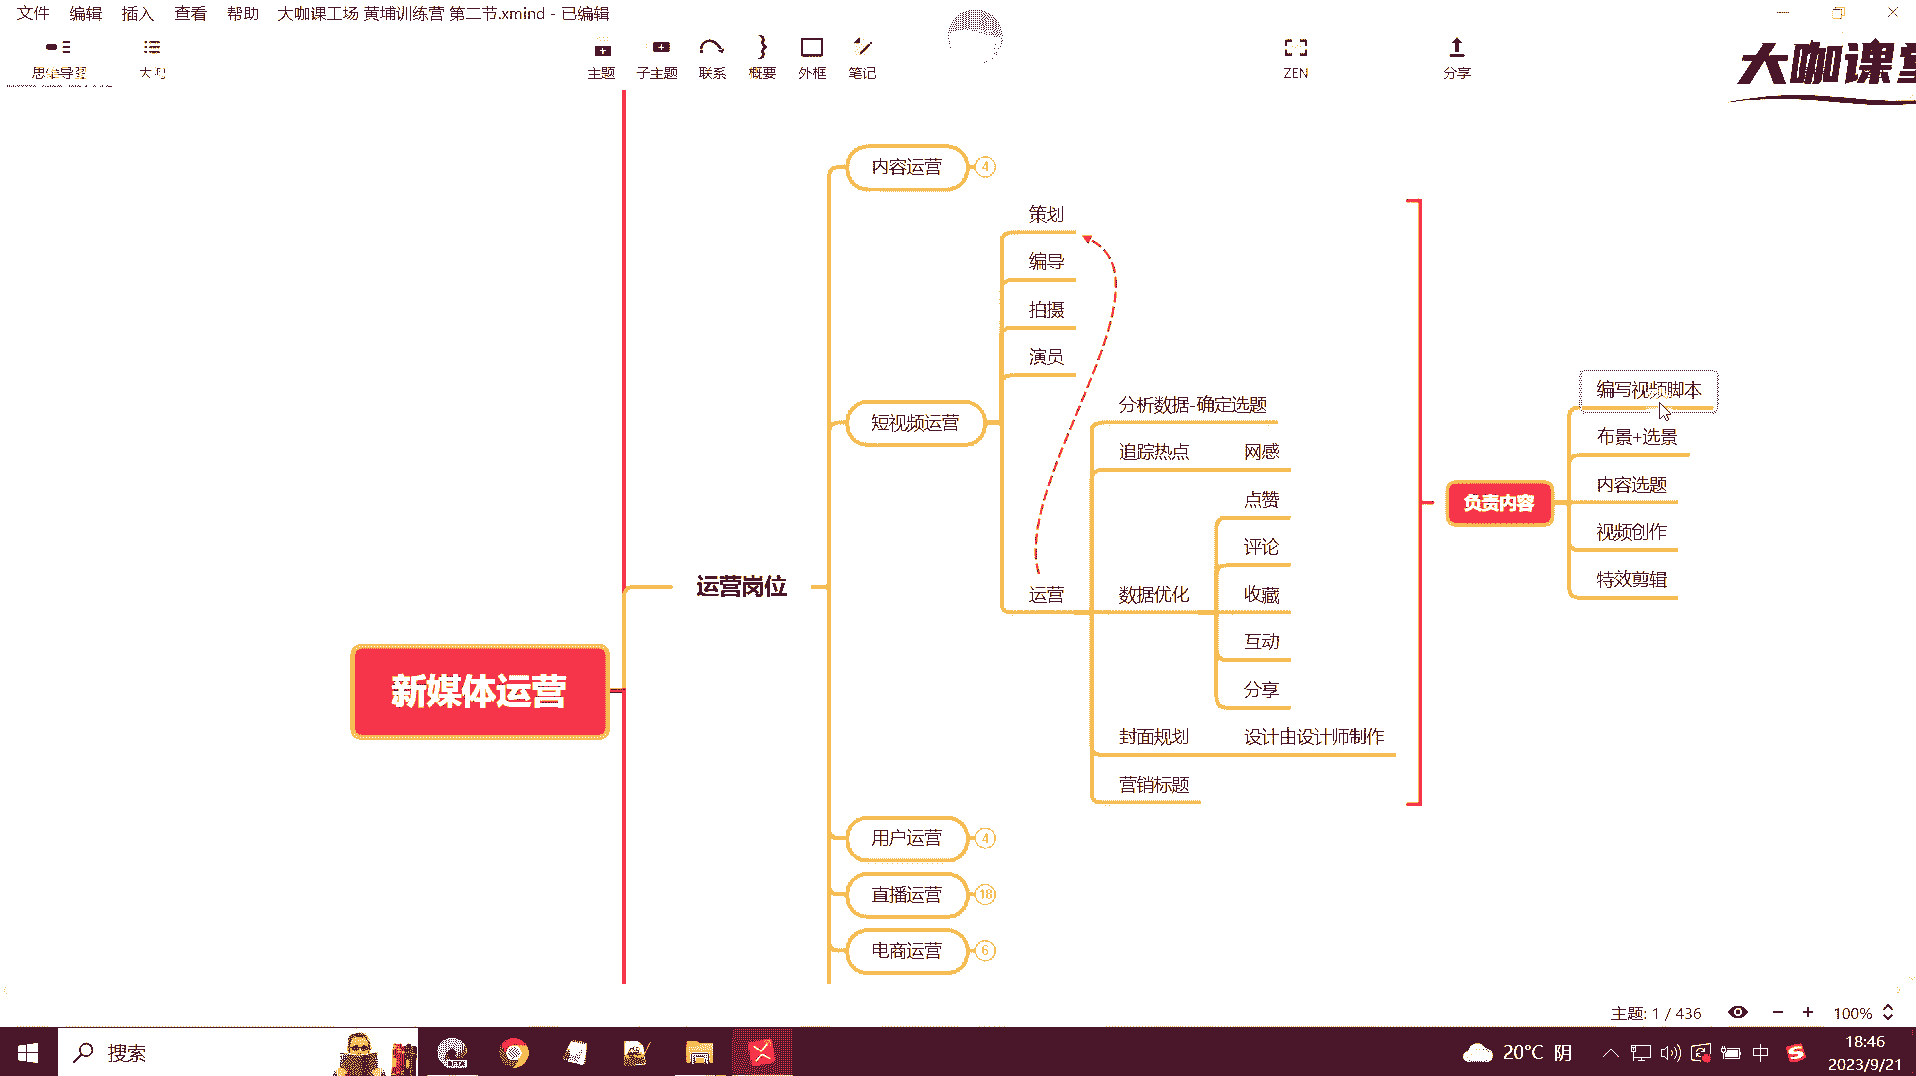 文件 编辑 插入 查看 帮助 大咖课工场 黄埔训练营 第二节.xmind - 已编辑
思维导图 大纲 主题 子主题 联系 概要 外框 笔记 ZEN 分享
大咖课堂
内容运营 4
策划
编导
拍摄
演员
短视频运营
分析数据-确定选题
追踪热点 网感
点赞
评论
运营 数据优化 收藏
互动
分享
封面规划 设计由设计师制作
营销标题
负责内容
编写视频脚本
布景+选景
内容选题
视频创作
特效剪辑
运营岗位
新媒体运营
用户运营 4
直播运营 18
电商运营 6
主题: 1 / 436 100%
搜索
20°C 阴
中
18:46
2023/9/21